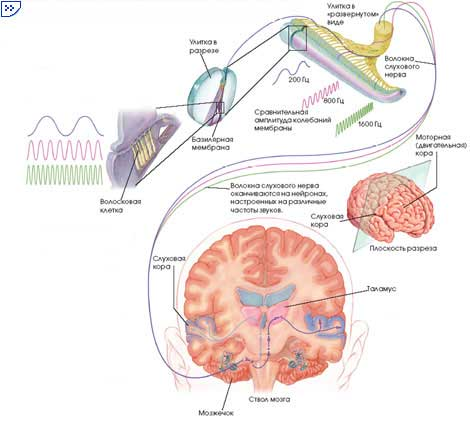 Улитка в
"развернутом"
виде
Улитка в
разрезе
Волокна
слухового
нерва
200 Гц
Сравнительная
амплитуда колебаний
мембраны
800 Гц
1600 Гц
Базилярная
мембрана
Моторная
(двигательная)
кора
Волосковая
клетка
Волокна слухового нерва
оканчиваются на нейронах,
настроенных на различные
частоты звуков.
Слуховая
кора
Плоскость разреза
Слуховая
кора
Таламус
Мозжечок
Ствол мозга